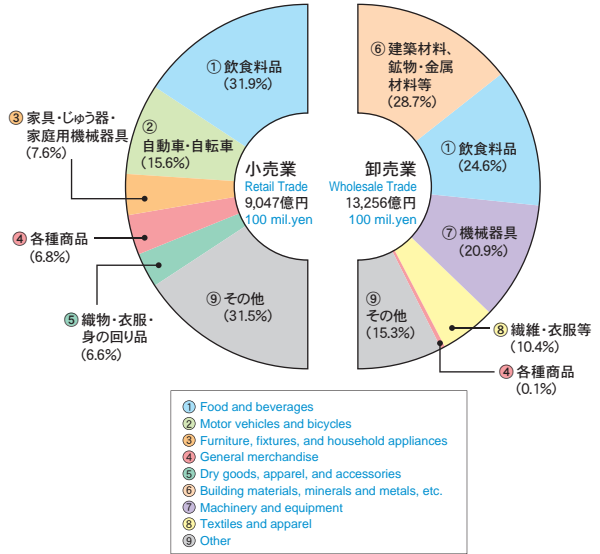 ① 飲食料品
(31.9%)
②
自動車・自転車
(15.6%)
③ 家具・じゅう器・
家庭用機械器具
(7.6%)
④ 各種商品
(6.8%)
⑤ 織物・衣服・
身の回り品
(6.6%)
⑨ その他
(31.5%)
小売業
Retail Trade
9,047億円
100 mil.yen
卸売業
Wholesale Trade
13,256億円
100 mil.yen
⑥ 建築材料、
鉱物・金属
材料等
(28.7%)
① 飲食料品
(24.6%)
⑦ 機械器具
(20.9%)
⑧ 繊維・衣服等
(10.4%)
④ 各種商品
(0.1%)
⑨
その他
(15.3%)
① Food and beverages
② Motor vehicles and bicycles
③ Furniture, fixtures, and household appliances
④ General merchandise
⑤ Dry goods, apparel, and accessories
⑥ Building materials, minerals and metals, etc.
⑦ Machinery and equipment
⑧ Textiles and apparel
⑨ Other